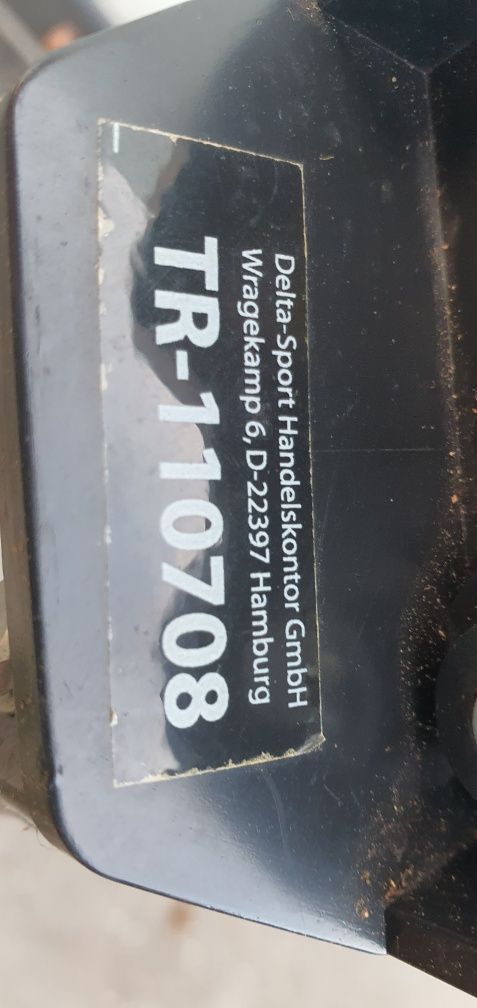 Delta-Sport Handelskontor GmbH
Wragekamp 6, D-22397 Hamburg
TR-110708